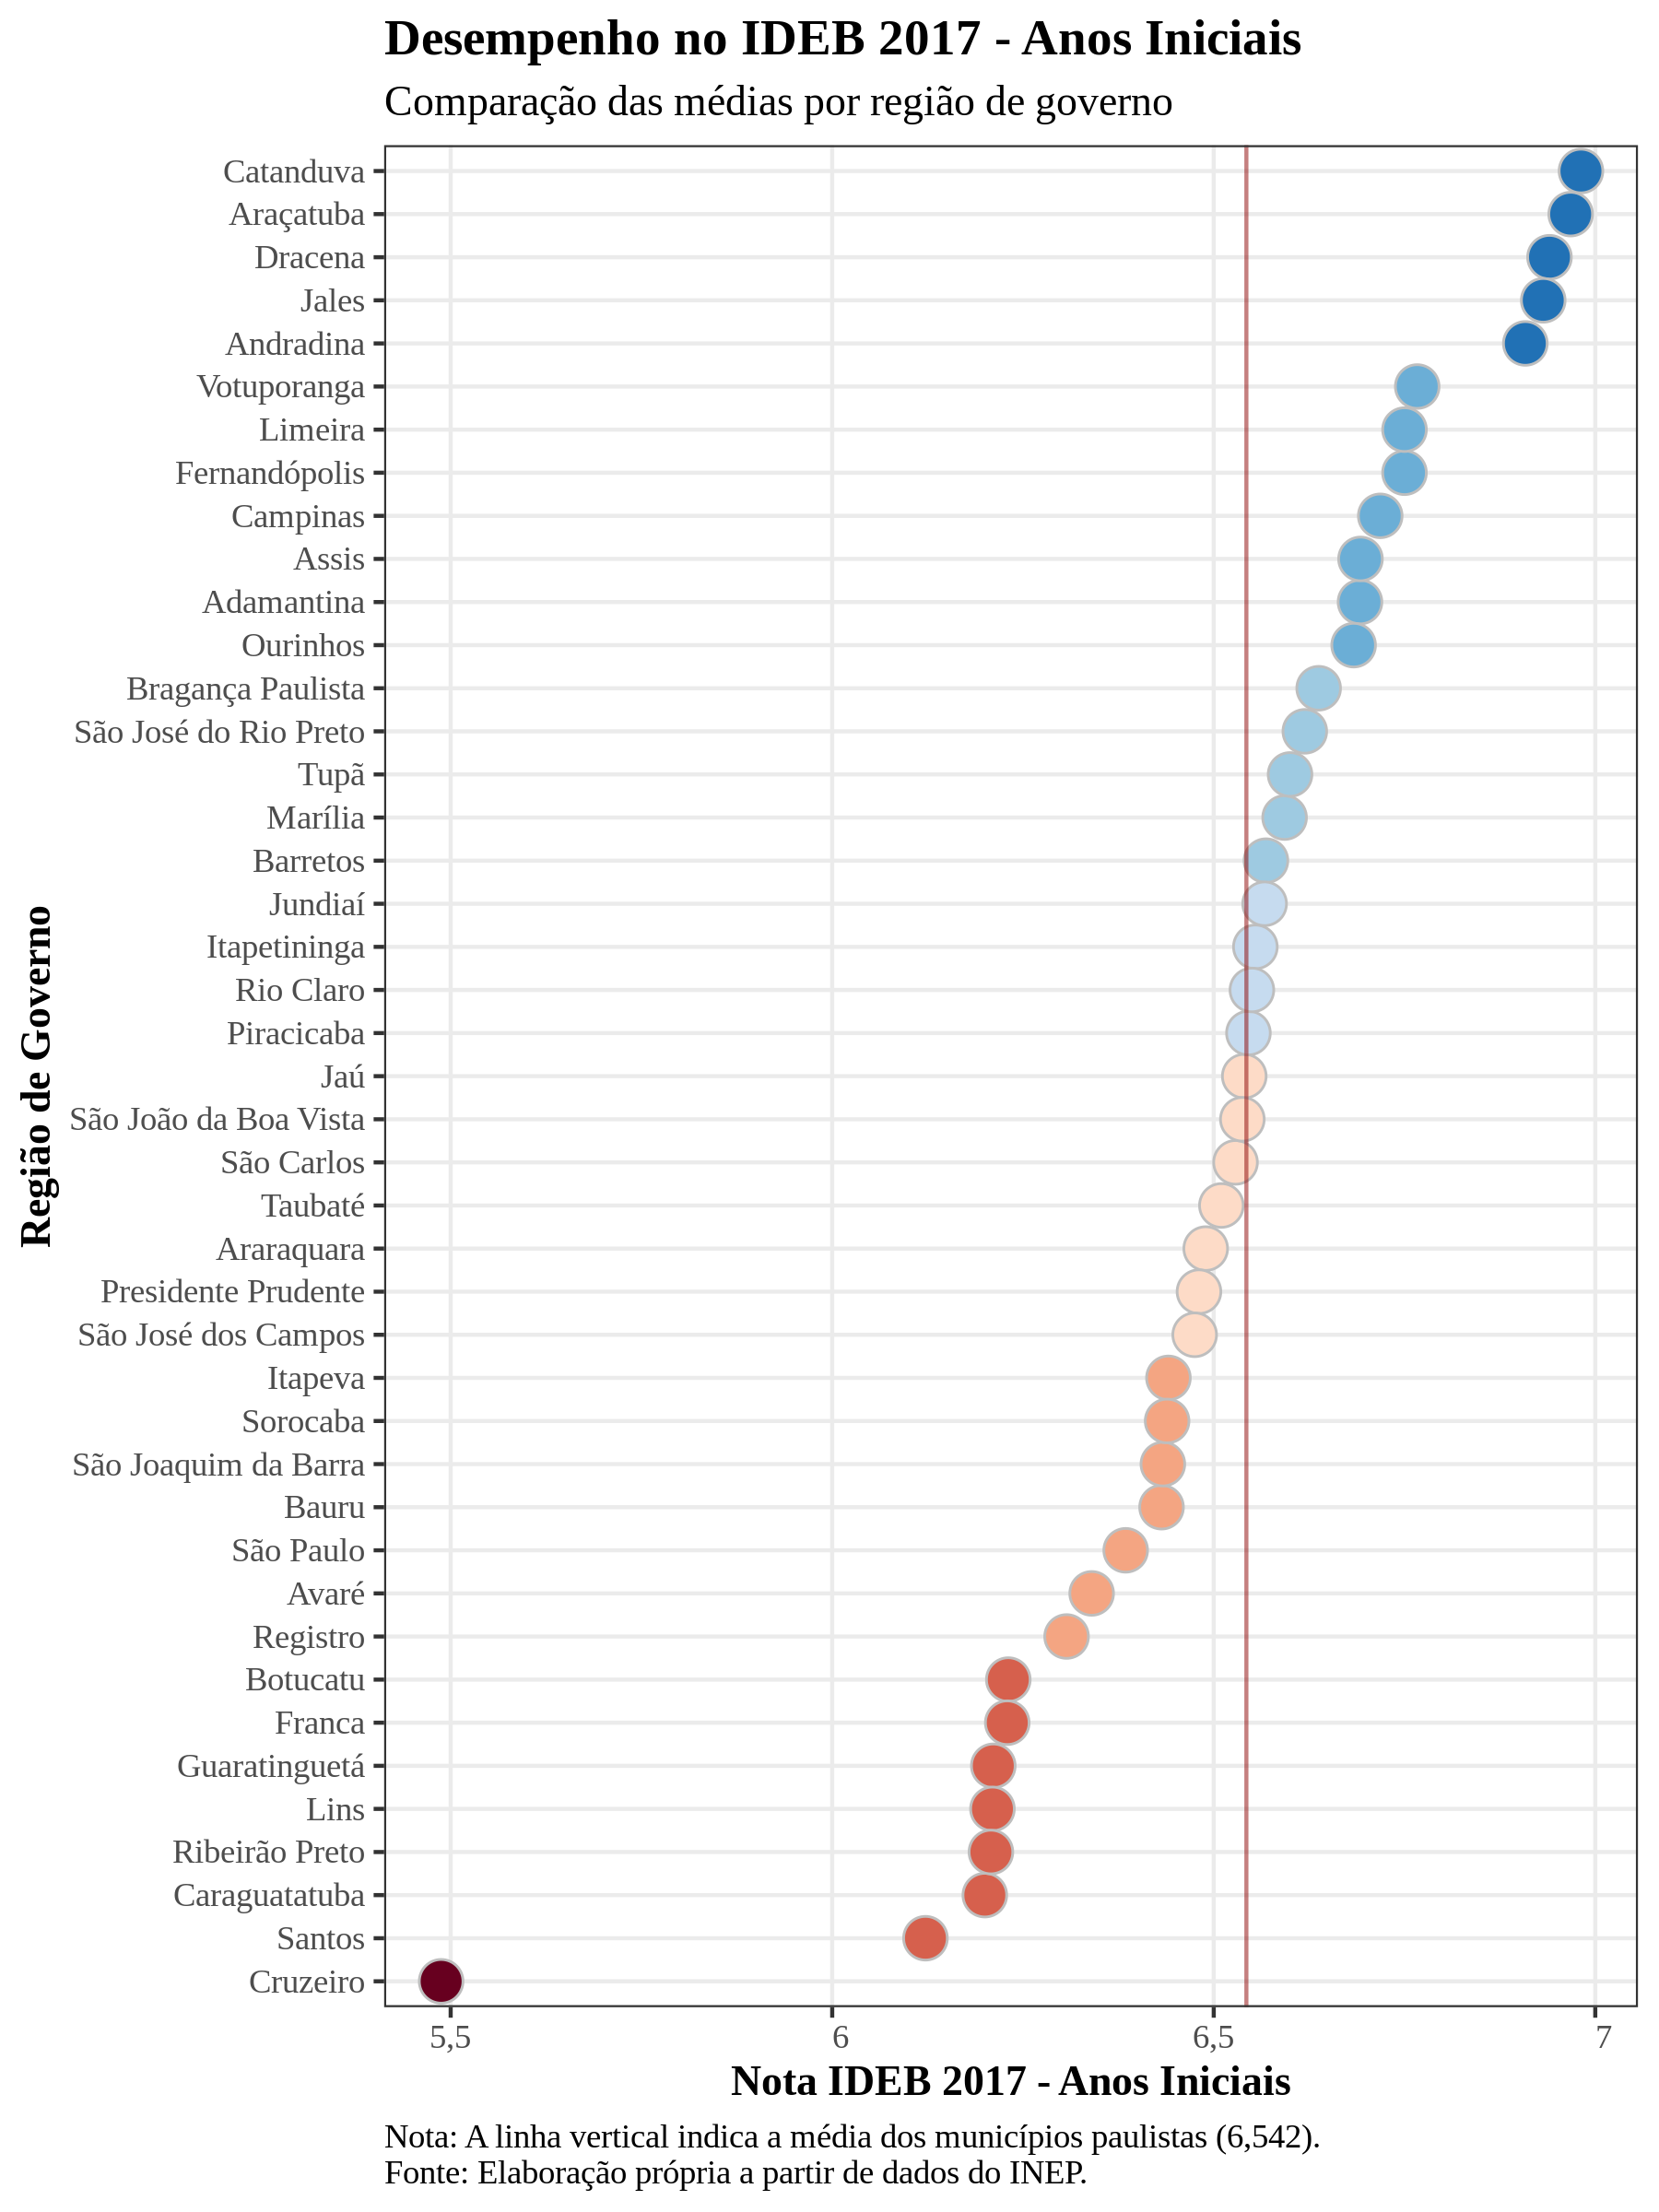 Desempenho no IDEB 2017 - Anos Iniciais
Comparação das médias por região de governo
Região de Governo
Catanduva
Araçatuba
Dracena
Jales
Andradina
Votuporanga
Limeira
Fernandópolis
Campinas
Assis
Adamantina
Ourinhos
Bragança Paulista
São José do Rio Preto
Tupã
Marília
Barretos
Jundiaí
Itapetininga
Rio Claro
Piracicaba
Jaú
São João da Boa Vista
São Carlos
Taubaté
Araraquara
Presidente Prudente
São José dos Campos
Itapeva
Sorocaba
São Joaquim da Barra
Bauru
São Paulo
Avaré
Registro
Botucatu
Franca
Guaratinguetá
Lins
Ribeirão Preto
Caraguatatuba
Santos
Cruzeiro
5,5 6 6,5 7
Nota IDEB 2017 - Anos Iniciais
Nota: A linha vertical indica a média dos municípios paulistas (6,542).
Fonte: Elaboração própria a partir de dados do INEP.